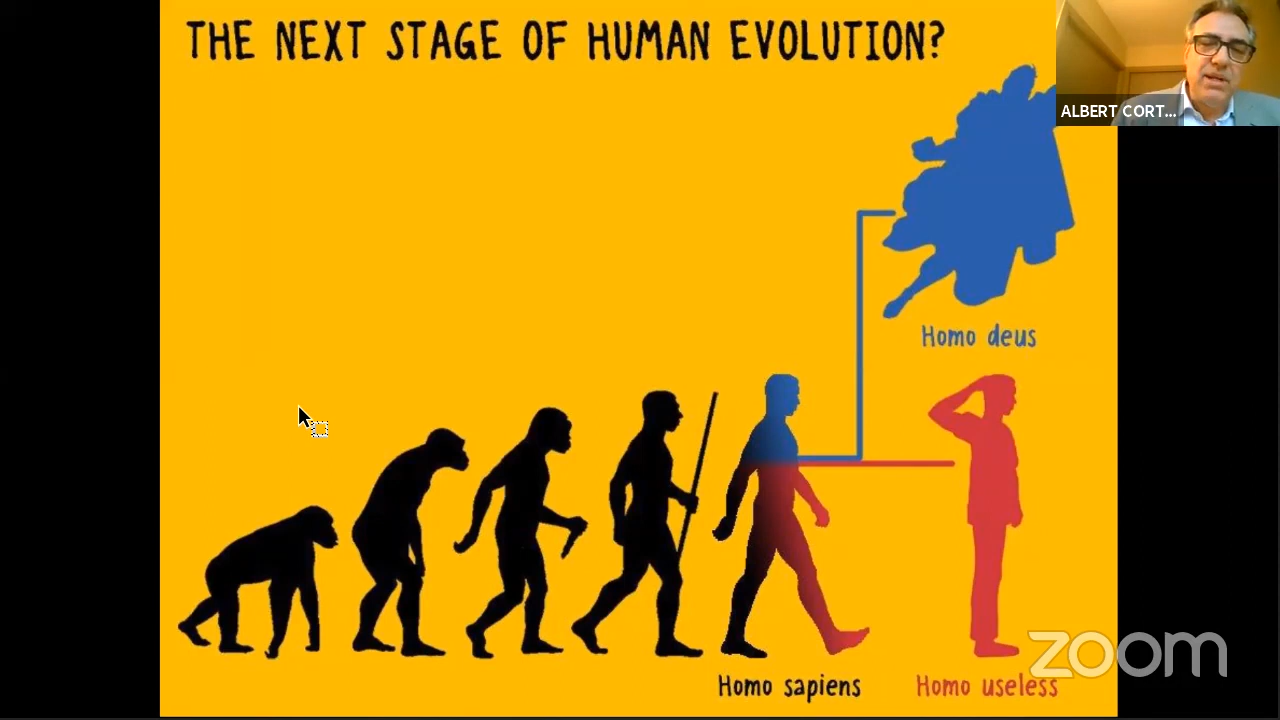 THE NEXT STAGE OF HUMAN EVOLUTION?
ALBERT CORT...
Homo deus
Homo sapiens
Homo useless
zoom